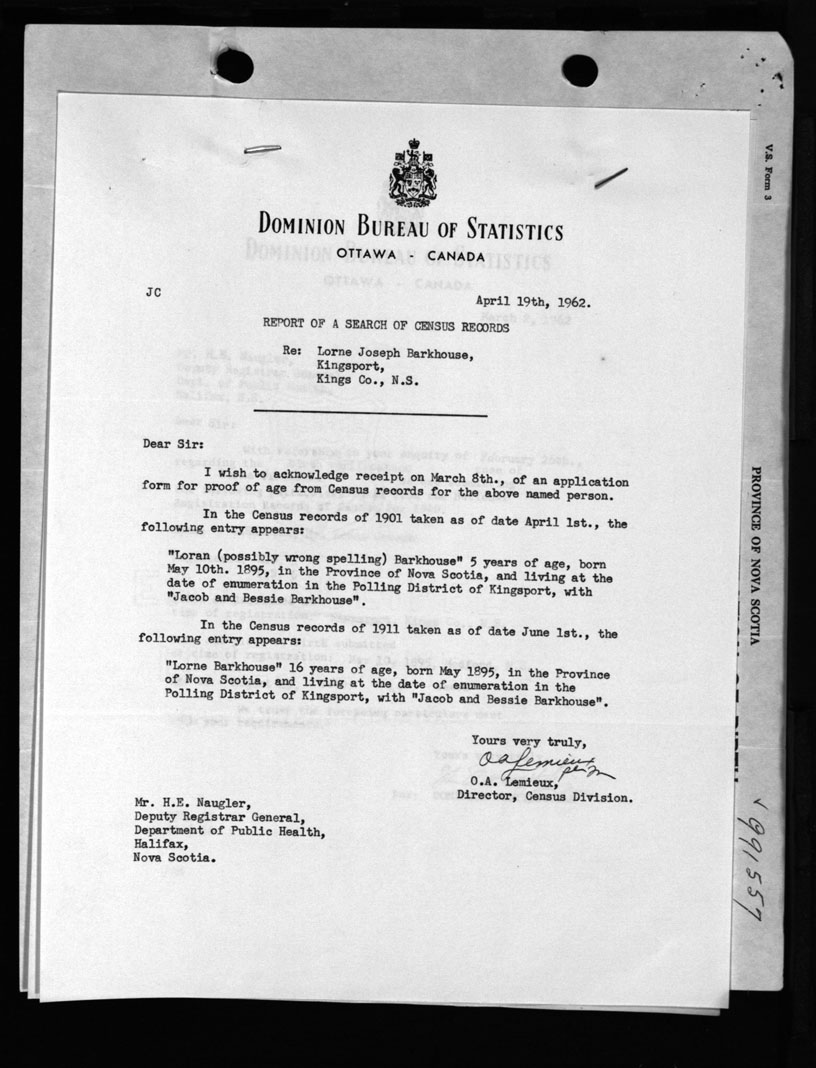 DOMINION BUREAU OF STATISTICS
OTTAWA - CANADA
JC
April 19th, 1962.
REPORT OF A SEARCH OF CENSUS RECORDS
Re: Lorne Joseph Barkhouse,
Kingsport,
Kings Co., N.S.
Dear Sir:
I wish to acknowledge receipt on March 8th., of an application
form for proof of age from Census records for the above named person.
In the Census records of 1901 taken as of date April 1st., the
following entry appears:
"Loran (possibly wrong spelling) Barkhouse" 5 years of age, born
May 10th. 1895, in the Province of Nova Scotia, and living at the
date of enumeration in the Polling District of Kingsport, with
"Jacob and Bessie Barkhouse".
In the Census records of 1911 taken as of date June 1st., the
following entry appears:
"Lorne Barkhouse" 16 years of age, born May 1895, in the Province
of Nova Scotia, and living at the date of enumeration in the
Polling District of Kingsport, with "Jacob and Bessie Barkhouse".
Yours very truly,
OA Lemieux
per
O.A. Lemieux,
Director, Census Division.
Mr. H.E. Naugler,
Deputy Registrar General,
Department of Public Health,
Halifax,
Nova Scotia.
V.S. Form 3
PROVINCE OF NOVA SCOTIA
991557